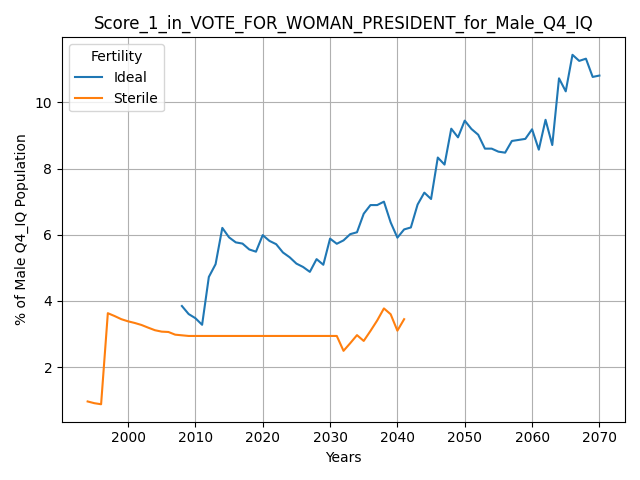 Score_1_in_VOTE_FOR_WOMAN_PRESIDENT_for_Male_Q4_IQ
Fertility
Ideal
Sterile
% of Male Q4_IQ Population
10
8
6
4
2
2000 2010 2020 2030 2040 2050 2060 2070
Years